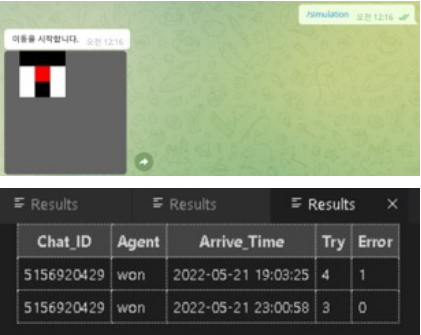 /simulation 오전 12:16
이동을 시작합니다. 오전 12:16
Results Results Results ×
Chat_ID Agent Arrive_Time Try Error
5156920429 won 2022-05-21 19:03:25 4 1
5156920429 won 2022-05-21 23:00:58 3 0